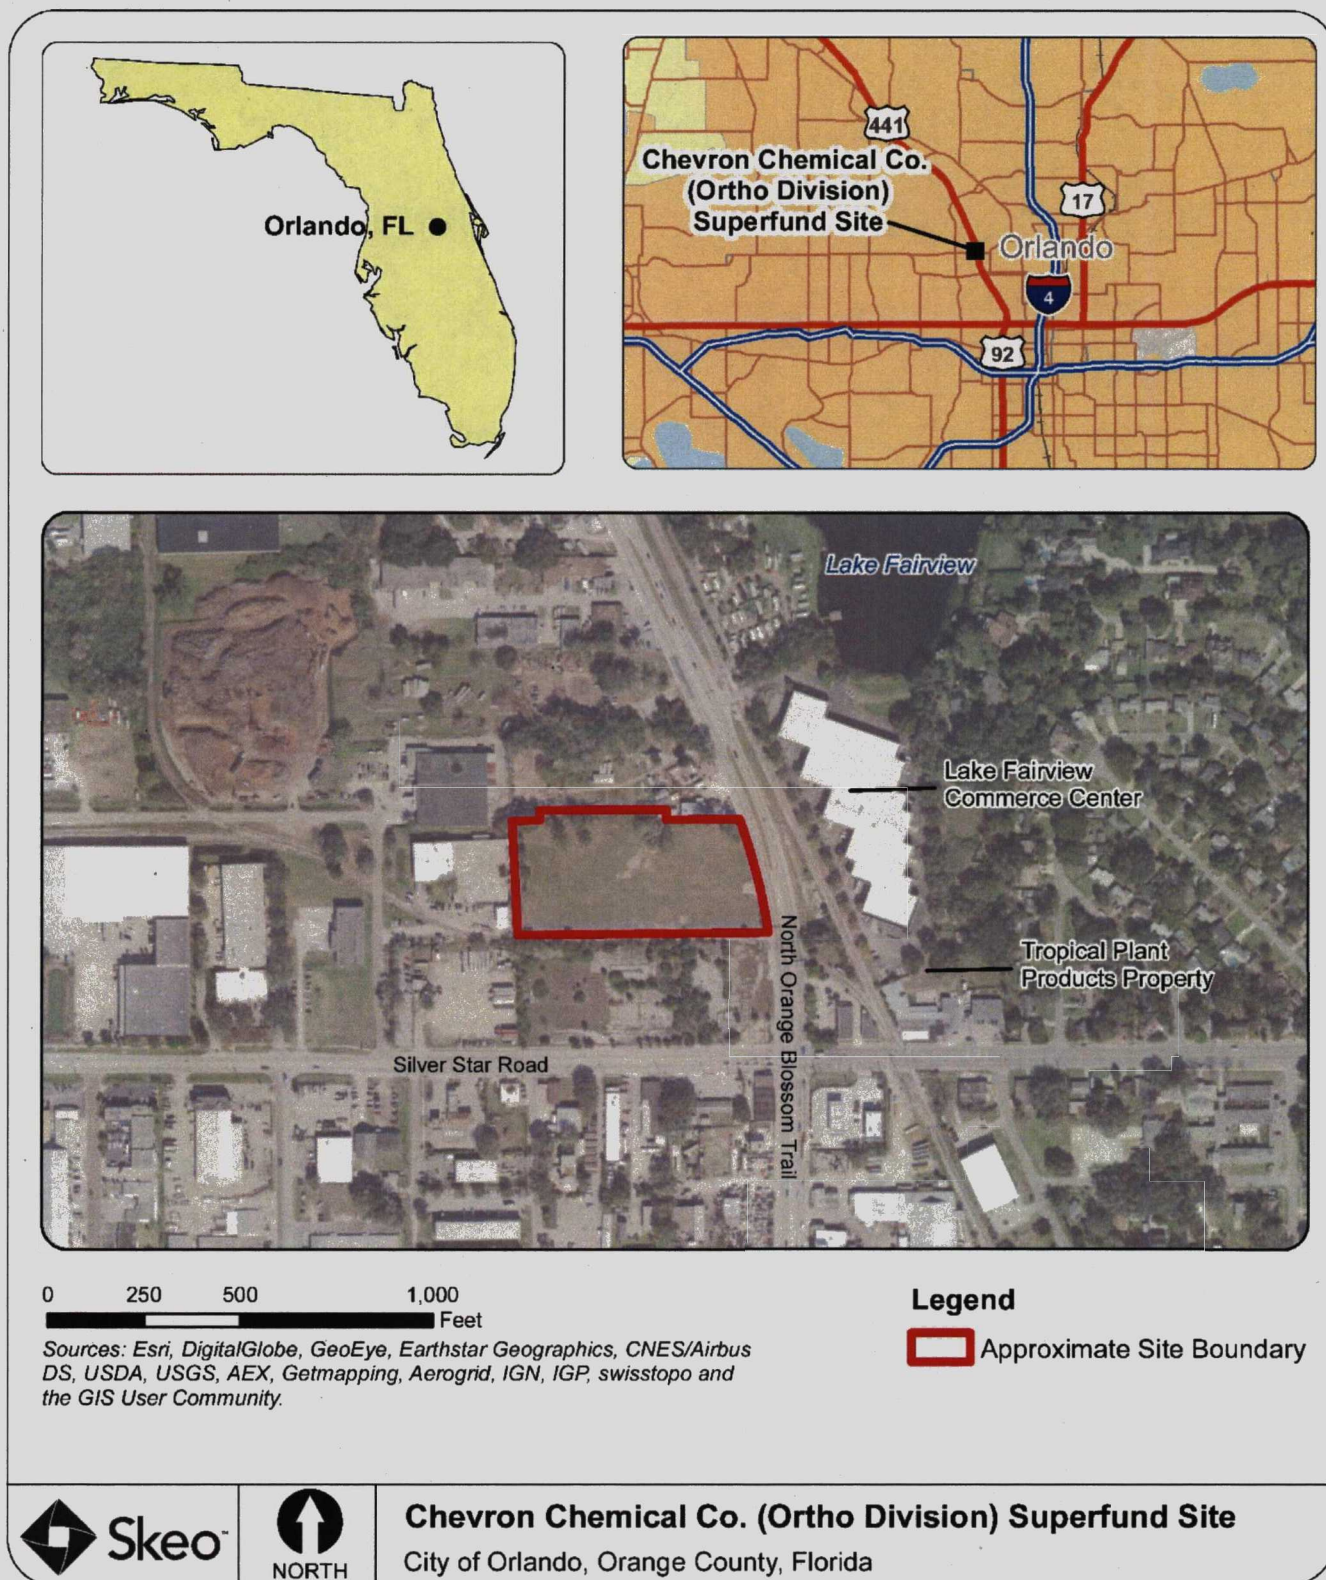 Orlando, FL
441
Chevron Chemical Co.
(Ortho Division)
Superfund Site
17
Orlando
4
92
Lake Fairview
Lake Fairview
Commerce Center
Tropical Plant
Products Property
North Orange Blossom Trail
Silver Star Road
0 250 500 1,000
Feet
Sources: Esri, DigitalGlobe, GeoEye, Earthstar Geographics, CNES/Airbus
DS, USDA, USGS, AEX, Getmapping, Aerogrid, IGN, IGP, swisstopo and
the GIS User Community.
Legend
Approximate Site Boundary
Skeo™
NORTH
Chevron Chemical Co. (Ortho Division) Superfund Site
City of Orlando, Orange County, Florida